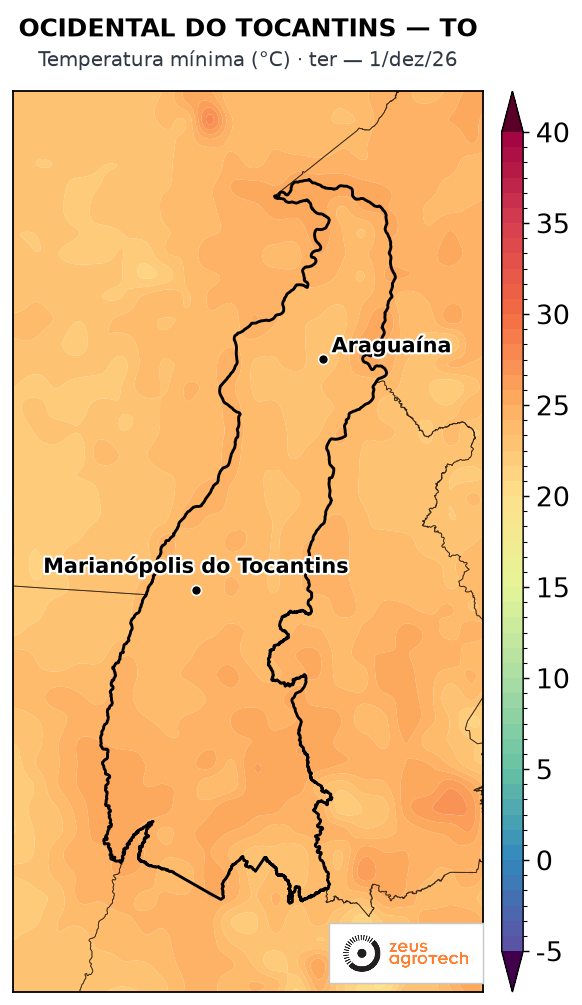 OCIDENTAL DO TOCANTINS — TO
Temperatura mínima (°C) · ter — 1/dez/26
40
35
30
25
20
15
10
5
0
-5
Araguaína
Marianópolis do Tocantins
zeus
agrotech